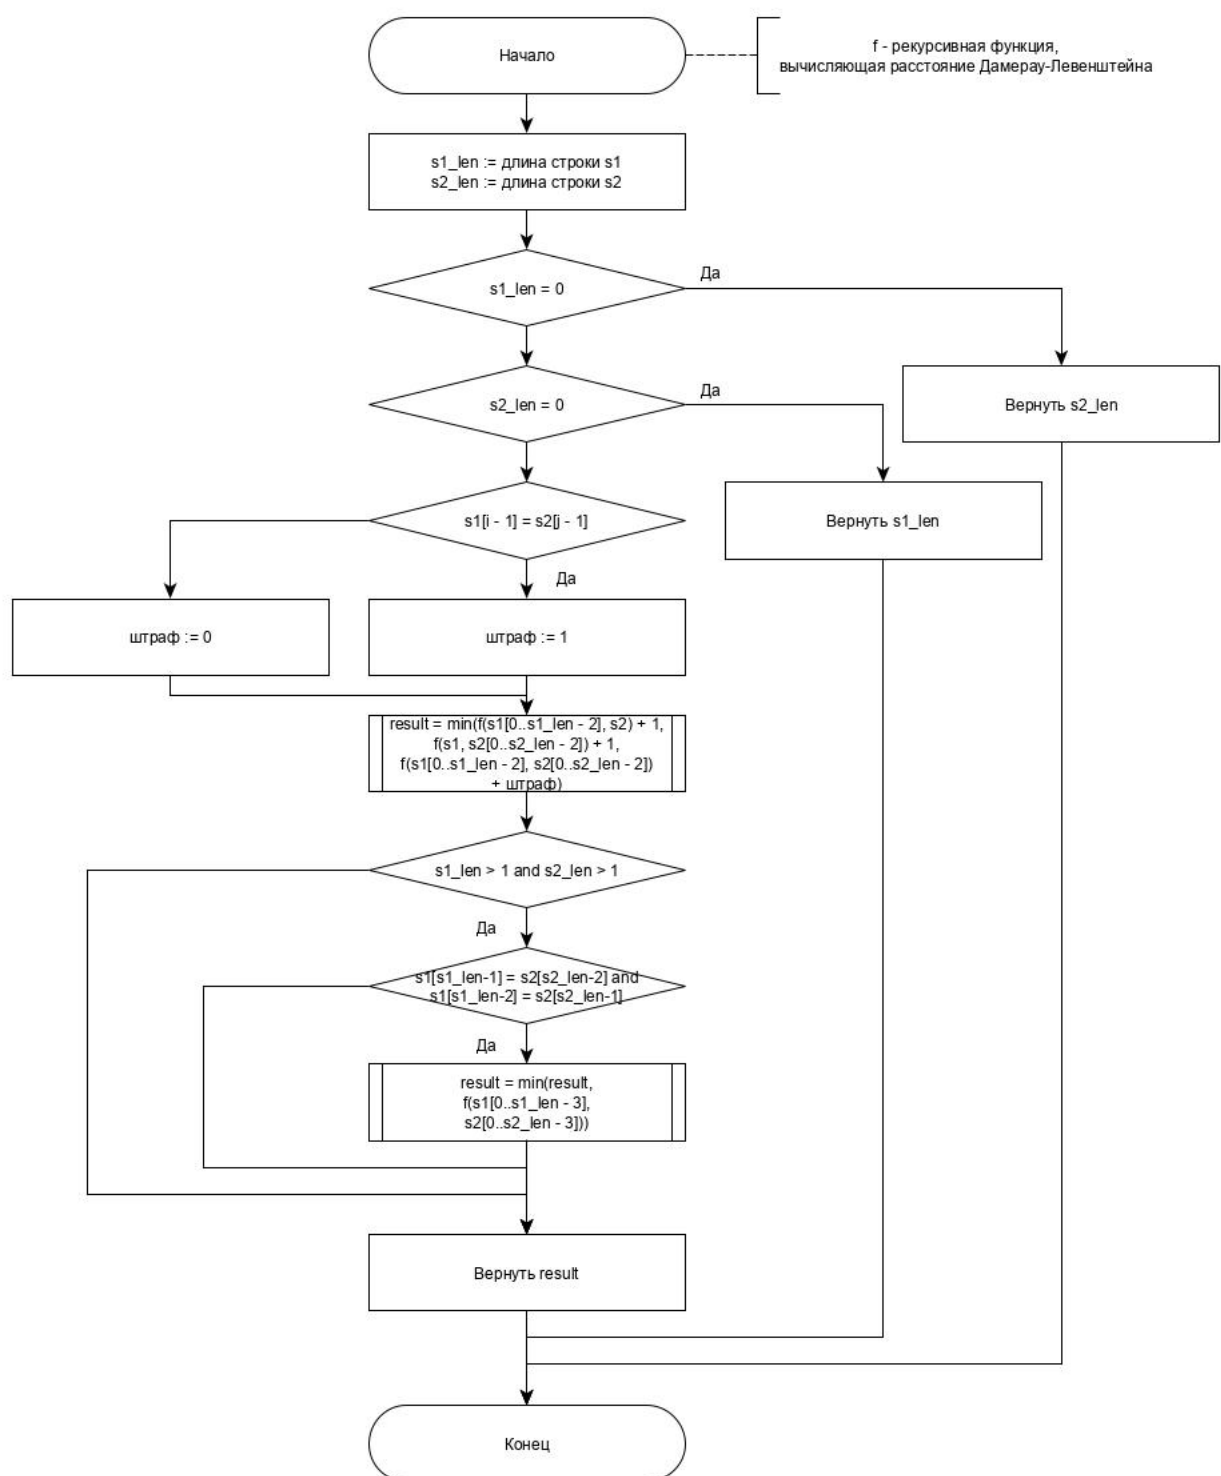 Начало
f - рекурсивная функция,
вычисляющая расстояние Дамерау-Левенштейна
s1_len := длина строки s1
s2_len := длина строки s2
s1_len = 0
Да
s2_len = 0
Да
Вернуть s2_len
s1[i - 1] = s2[j - 1]
Вернуть s1_len
Да
штраф := 0
штраф := 1
result = min(f(s1[0..s1_len - 2], s2) + 1,
f(s1, s2[0..s2_len - 2]) + 1,
f(s1[0..s1_len - 2], s2[0..s2_len - 2])
+ штраф)
s1_len > 1 and s2_len > 1
Да
s1[s1_len-1] = s2[s2_len-2] and
s1[s1_len-2] = s2[s2_len-1]
Да
result = min(result,
f(s1[0..s1_len - 3],
s2[0..s2_len - 3]))
Вернуть result
Конец